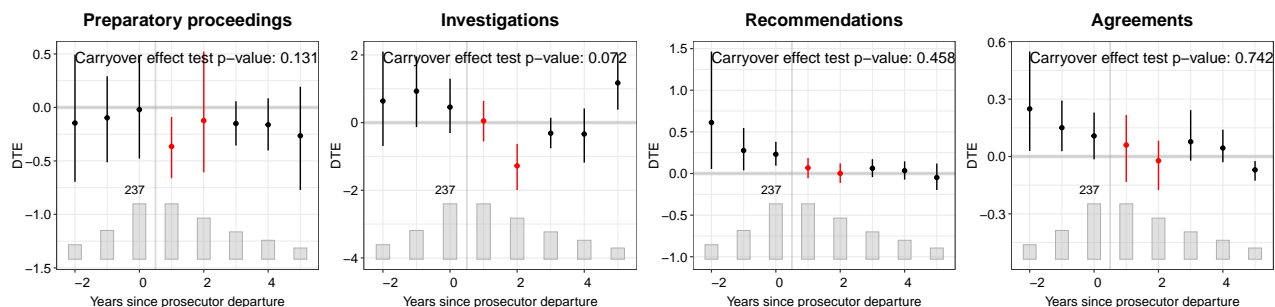 Preparatory proceedings
Investigations
Recommendations
Agreements
Carryover effect test p−value: 0.131
Carryover effect test p−value: 0.072
Carryover effect test p−value: 0.458
Carryover effect test p−value: 0.742
DTE
0.5
0.0
−0.5
−1.0
−1.5
237
−2
0
2
4
Years since prosecutor departure
DTE
2
0
−2
−4
237
−2
0
2
4
Years since prosecutor departure
DTE
1.5
1.0
0.5
0.0
−0.5
−1.0
237
−2
0
2
4
Years since prosecutor departure
DTE
0.6
0.3
0.0
−0.3
237
−2
0
2
4
Years since prosecutor departure